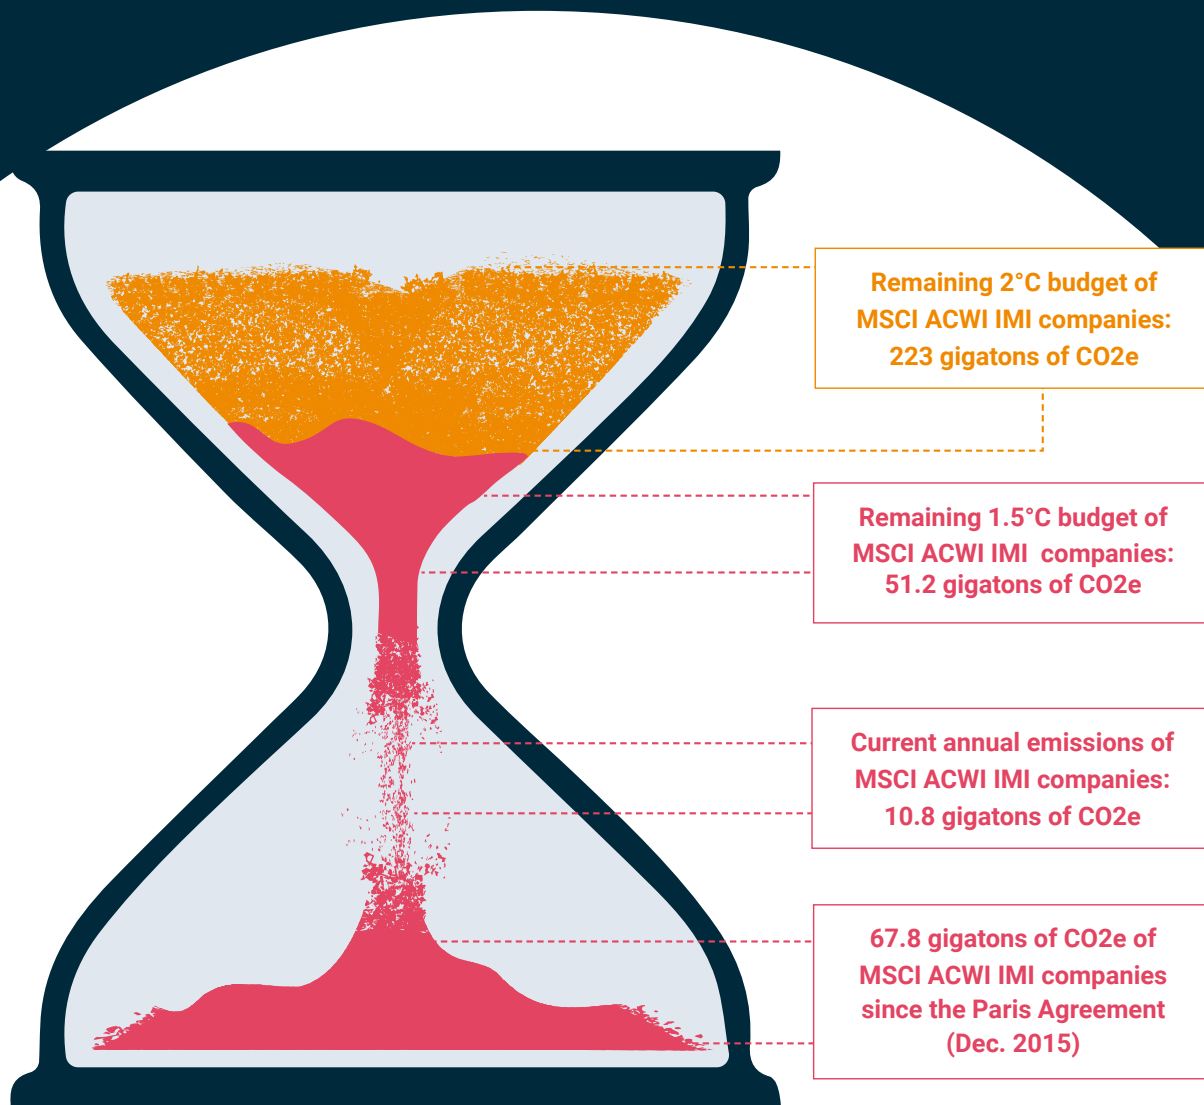 Remaining 2°C budget of
MSCI ACWI IMI companies:
223 gigatons of CO2e
Remaining 1.5°C budget of
MSCI ACWI IMI companies:
51.2 gigatons of CO2e
Current annual emissions of
MSCI ACWI IMI companies:
10.8 gigatons of CO2e
67.8 gigatons of CO2e of
MSCI ACWI IMI companies
since the Paris Agreement
(Dec. 2015)